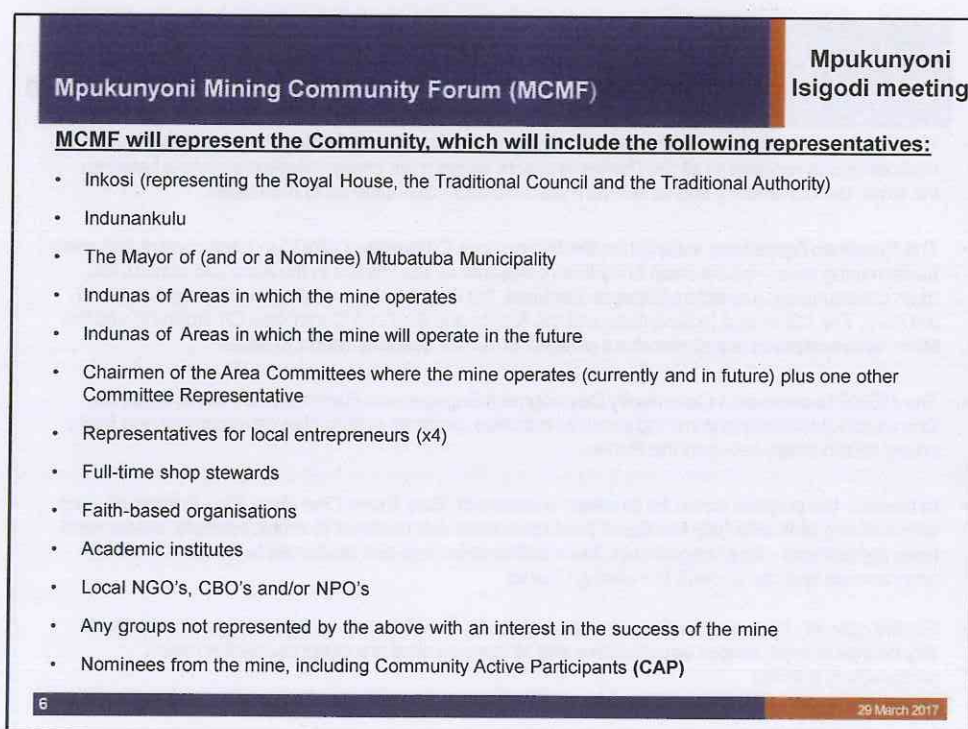 Mpukunyoni Mining Community Forum (MCMF)
Mpukunyoni
Isigodi meeting
MCMF will represent the Community, which will include the following representatives:
• Inkosi (representing the Royal House, the Traditional Council and the Traditional Authority)
• Indunankulu
• The Mayor of (and or a Nominee) Mtubatuba Municipality
• Indunas of Areas in which the mine operates
• Indunas of Areas in which the mine will operate in the future
• Chairmen of the Area Committees where the mine operates (currently and in future) plus one other
Committee Representative
• Representatives for local entrepreneurs (x4)
• Full-time shop stewards
• Faith-based organisations
• Academic institutes
• Local NGO's, CBO's and/or NPO's
• Any groups not represented by the above with an interest in the success of the mine
• Nominees from the mine, including Community Active Participants (CAP)
6
29 March 2017